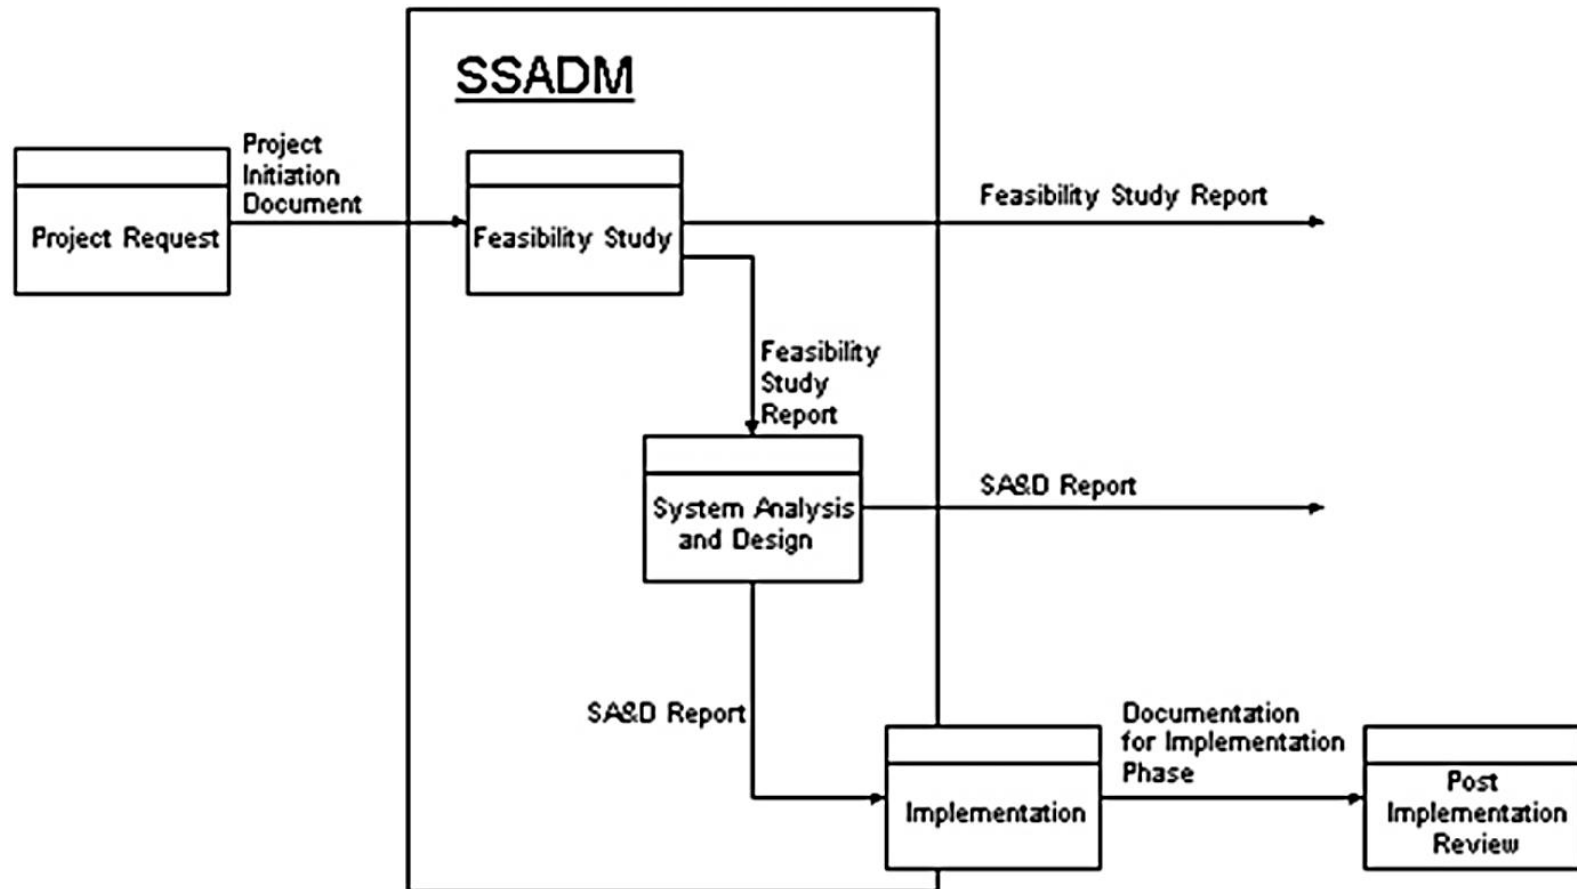 SSADM
Project
Initiation
Document
Project Request
Feasibility Study
Feasibility Study Report
Feasibility
Study
Report
System Analysis
and Design
SA&D Report
SA&D Report
Implementation
Documentation
for Implementation
Phase
Post
Implementation
Review